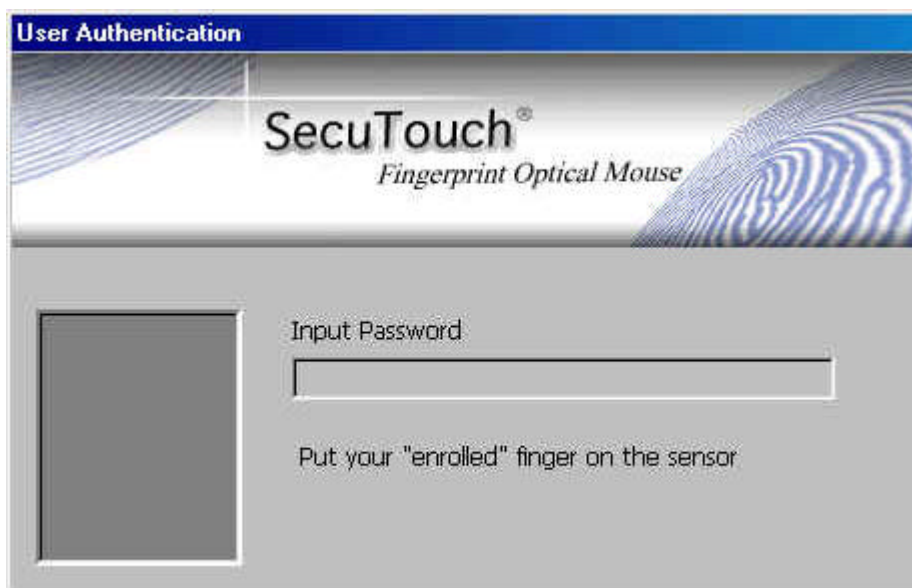 User Authentication
SecuTouch®
Fingerprint Optical Mouse
Input Password
Put your "enrolled" finger on the sensor